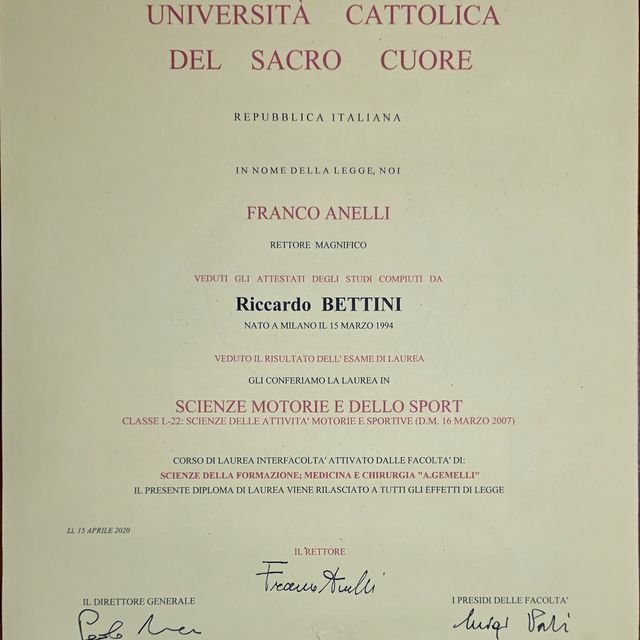 UNIVERSITÀ CATTOLICA
DEL SACRO CUORE
REPUBBLICA ITALIANA
IN NOME DELLA LEGGE, NOI
FRANCO ANELLI
RETTORE MAGNIFICO
VEDUTI GLI ATTESTATI DEGLI STUDI COMPIUTI DA
Riccardo BETTINI
NATO A MILANO IL 15 MARZO 1994
VEDUTO IL RISULTATO DELL'ESAME DI LAUREA
GLI CONFERIAMO LA LAUREA IN
SCIENZE MOTORIE E DELLO SPORT
CLASSE L-22: SCIENZE DELLE ATTIVITA' MOTORIE E SPORTIVE (D.M. 16 MARZO 2007)
CORSO DI LAUREA INTERFACOLTA' ATTIVATO DALLE FACOLTA' DI:
SCIENZE DELLA FORMAZIONE; MEDICINA E CHIRURGIA "A.GEMELLI"
IL PRESENTE DIPLOMA DI LAUREA VIENE RILASCIATO A TUTTI GLI EFFETTI DI LEGGE
Lì, 15 APRILE 2020
IL RETTORE
Franco Anelli
IL DIRETTORE GENERALE
I PRESIDI DELLE FACOLTA'
Luigi